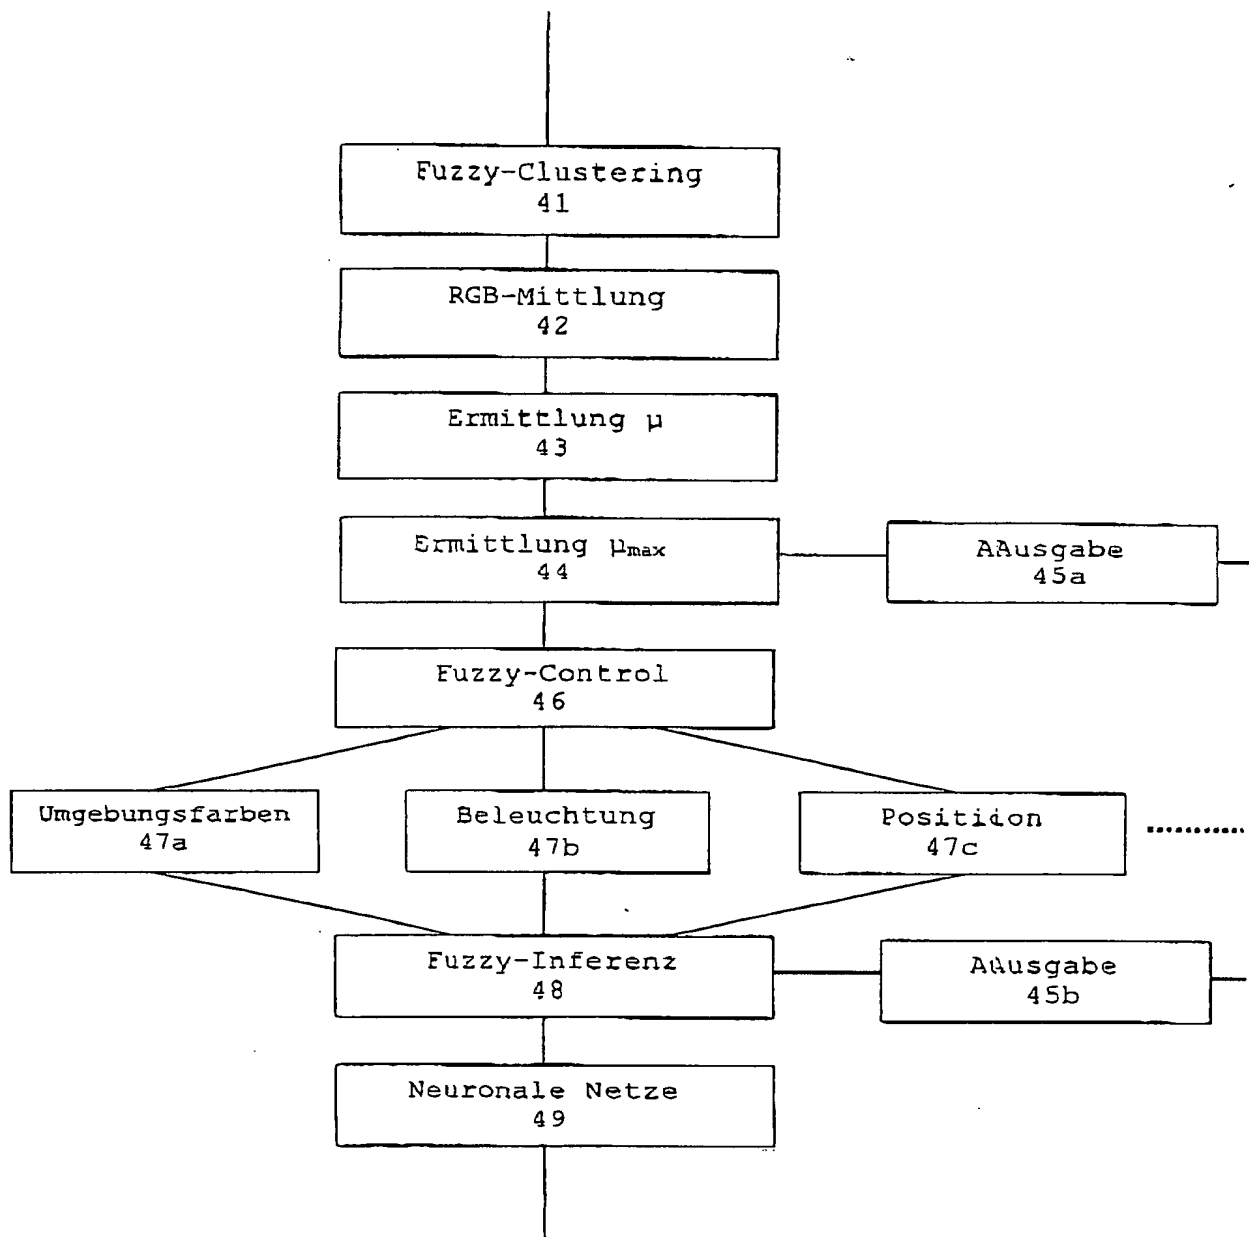 Fuzzy-Clustering
41
RGB-Mittlung
42
Ermittlung µ
43
Ermittlung µmax
44
AAusgabe
45a
Fuzzy-Control
46
Umgebungsfarben
47a
Beleuchtung
47b
Position
47c
Fuzzy-Inferenz
48
AAusgabe
45b
Neuronale Netze
49